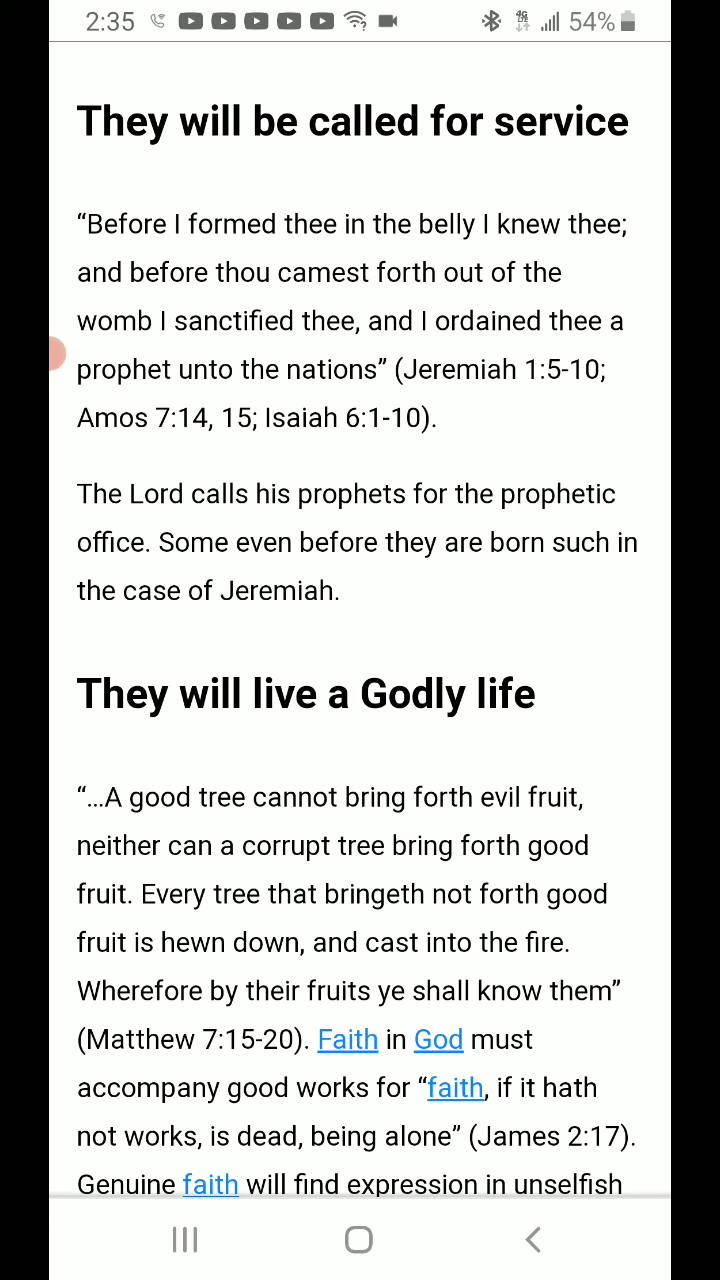 2:35
4G
54%
They will be called for service
“Before I formed thee in the belly I knew thee;
and before thou camest forth out of the
womb I sanctified thee, and I ordained thee a
prophet unto the nations” (Jeremiah 1:5-10;
Amos 7:14, 15; Isaiah 6:1-10).
The Lord calls his prophets for the prophetic
office. Some even before they are born such in
the case of Jeremiah.
They will live a Godly life
“…A good tree cannot bring forth evil fruit,
neither can a corrupt tree bring forth good
fruit. Every tree that bringeth not forth good
fruit is hewn down, and cast into the fire.
Wherefore by their fruits ye shall know them”
(Matthew 7:15-20). Faith in God must
accompany good works for “faith, if it hath
not works, is dead, being alone” (James 2:17).
Genuine faith will find expression in unselfish